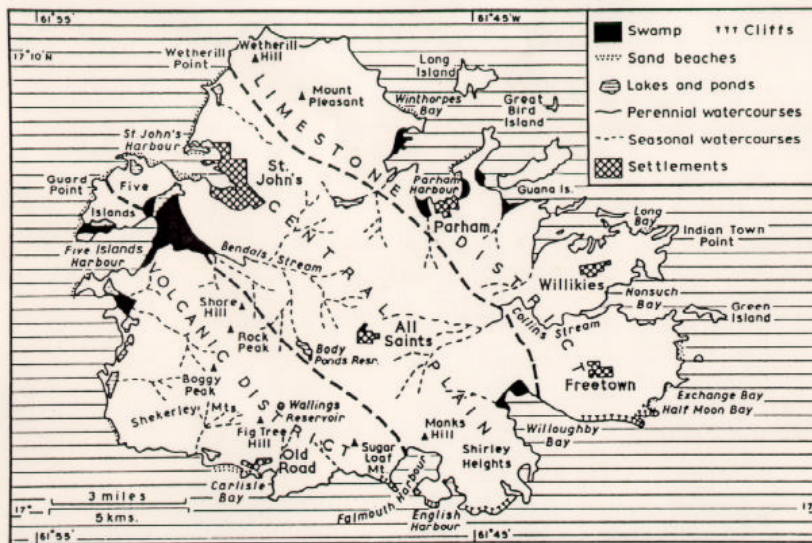 61°55'
61°45'W
17°10'N
Wetherill Point
Wetherill Hill
Mount Pleasant
Long Island
Winthorpes Bay
Great Bird Island
LIMESTONE DISTRICT
St John's Harbour
St. John's
Guard Point
Five Islands
Five Islands Harbour
Parham Harbour
Parham
Guana Is.
Long Bay
Indian Town Point
Willikies
Nonsuch Bay
Green Island
CENTRAL PLAIN
Bendals Stream
Collins Stream
VOLCANIC DISTRICT
Shore Hill
Rock Peak
Body Ponds Resr.
All Saints
Freetown
Boggy Peak
Shekerley Mts.
Wallings Reservoir
Fig Tree Hill
Old Road
Sugar Loaf Mt.
Monks Hill
Shirley Heights
Willoughby Bay
Exchange Bay
Half Moon Bay
Carlisle Bay
Falmouth Harbour
English Harbour
17°
17
3 miles
5 kms.
61°55'
61°45'
Swamp
Cliffs
Sand beaches
Lakes and ponds
Perennial watercourses
Seasonal watercourses
Settlements